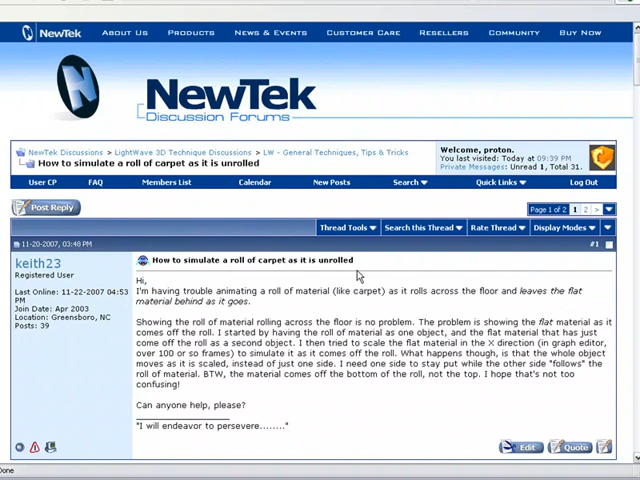 NewTek About Us Products News & Events Customer Care Resellers Community Buy Now
NewTek
Discussion Forums
NewTek Discussions > LightWave 3D Technique Discussions > LW - General Techniques, Tips & Tricks
How to simulate a roll of carpet as it is unrolled
Welcome, proton.
You last visited: Today at 09:39 PM
Private Messages: Unread 1, Total 31.
User CP FAQ Members List Calendar New Posts Search Quick Links Log Out
Post Reply
Page 1 of 2 1 2 >
Thread Tools Search this Thread Rate Thread Display Modes
11-20-2007, 03:48 PM #1
keith23
Registered User
Last Online: 11-22-2007 04:53
PM
Join Date: Apr 2003
Location: Greensboro, NC
Posts: 39
How to simulate a roll of carpet as it is unrolled
Hi,
I'm having trouble animating a roll of material (like carpet) as it rolls across the floor and leaves the flat
material behind as it goes.
Showing the roll of material rolling across the floor is no problem. The problem is showing the flat material as it
comes off the roll. I started by having the roll of material as one object, and the flat material that has just
come off the roll as a second object. I then tried to scale the flat material in the X direction (in graph editor,
over 100 or so frames) to simulate it as it comes off the roll. What happens though, is that the whole object
moves as it is scaled, instead of just one side. I need one side to stay put while the other side "follows" the
roll of material. BTW, the material comes off the bottom of the roll, not the top. I hope that's not too
confusing!
Can anyone help, please?
"I will endeavor to persevere........"
Edit Quote
Done